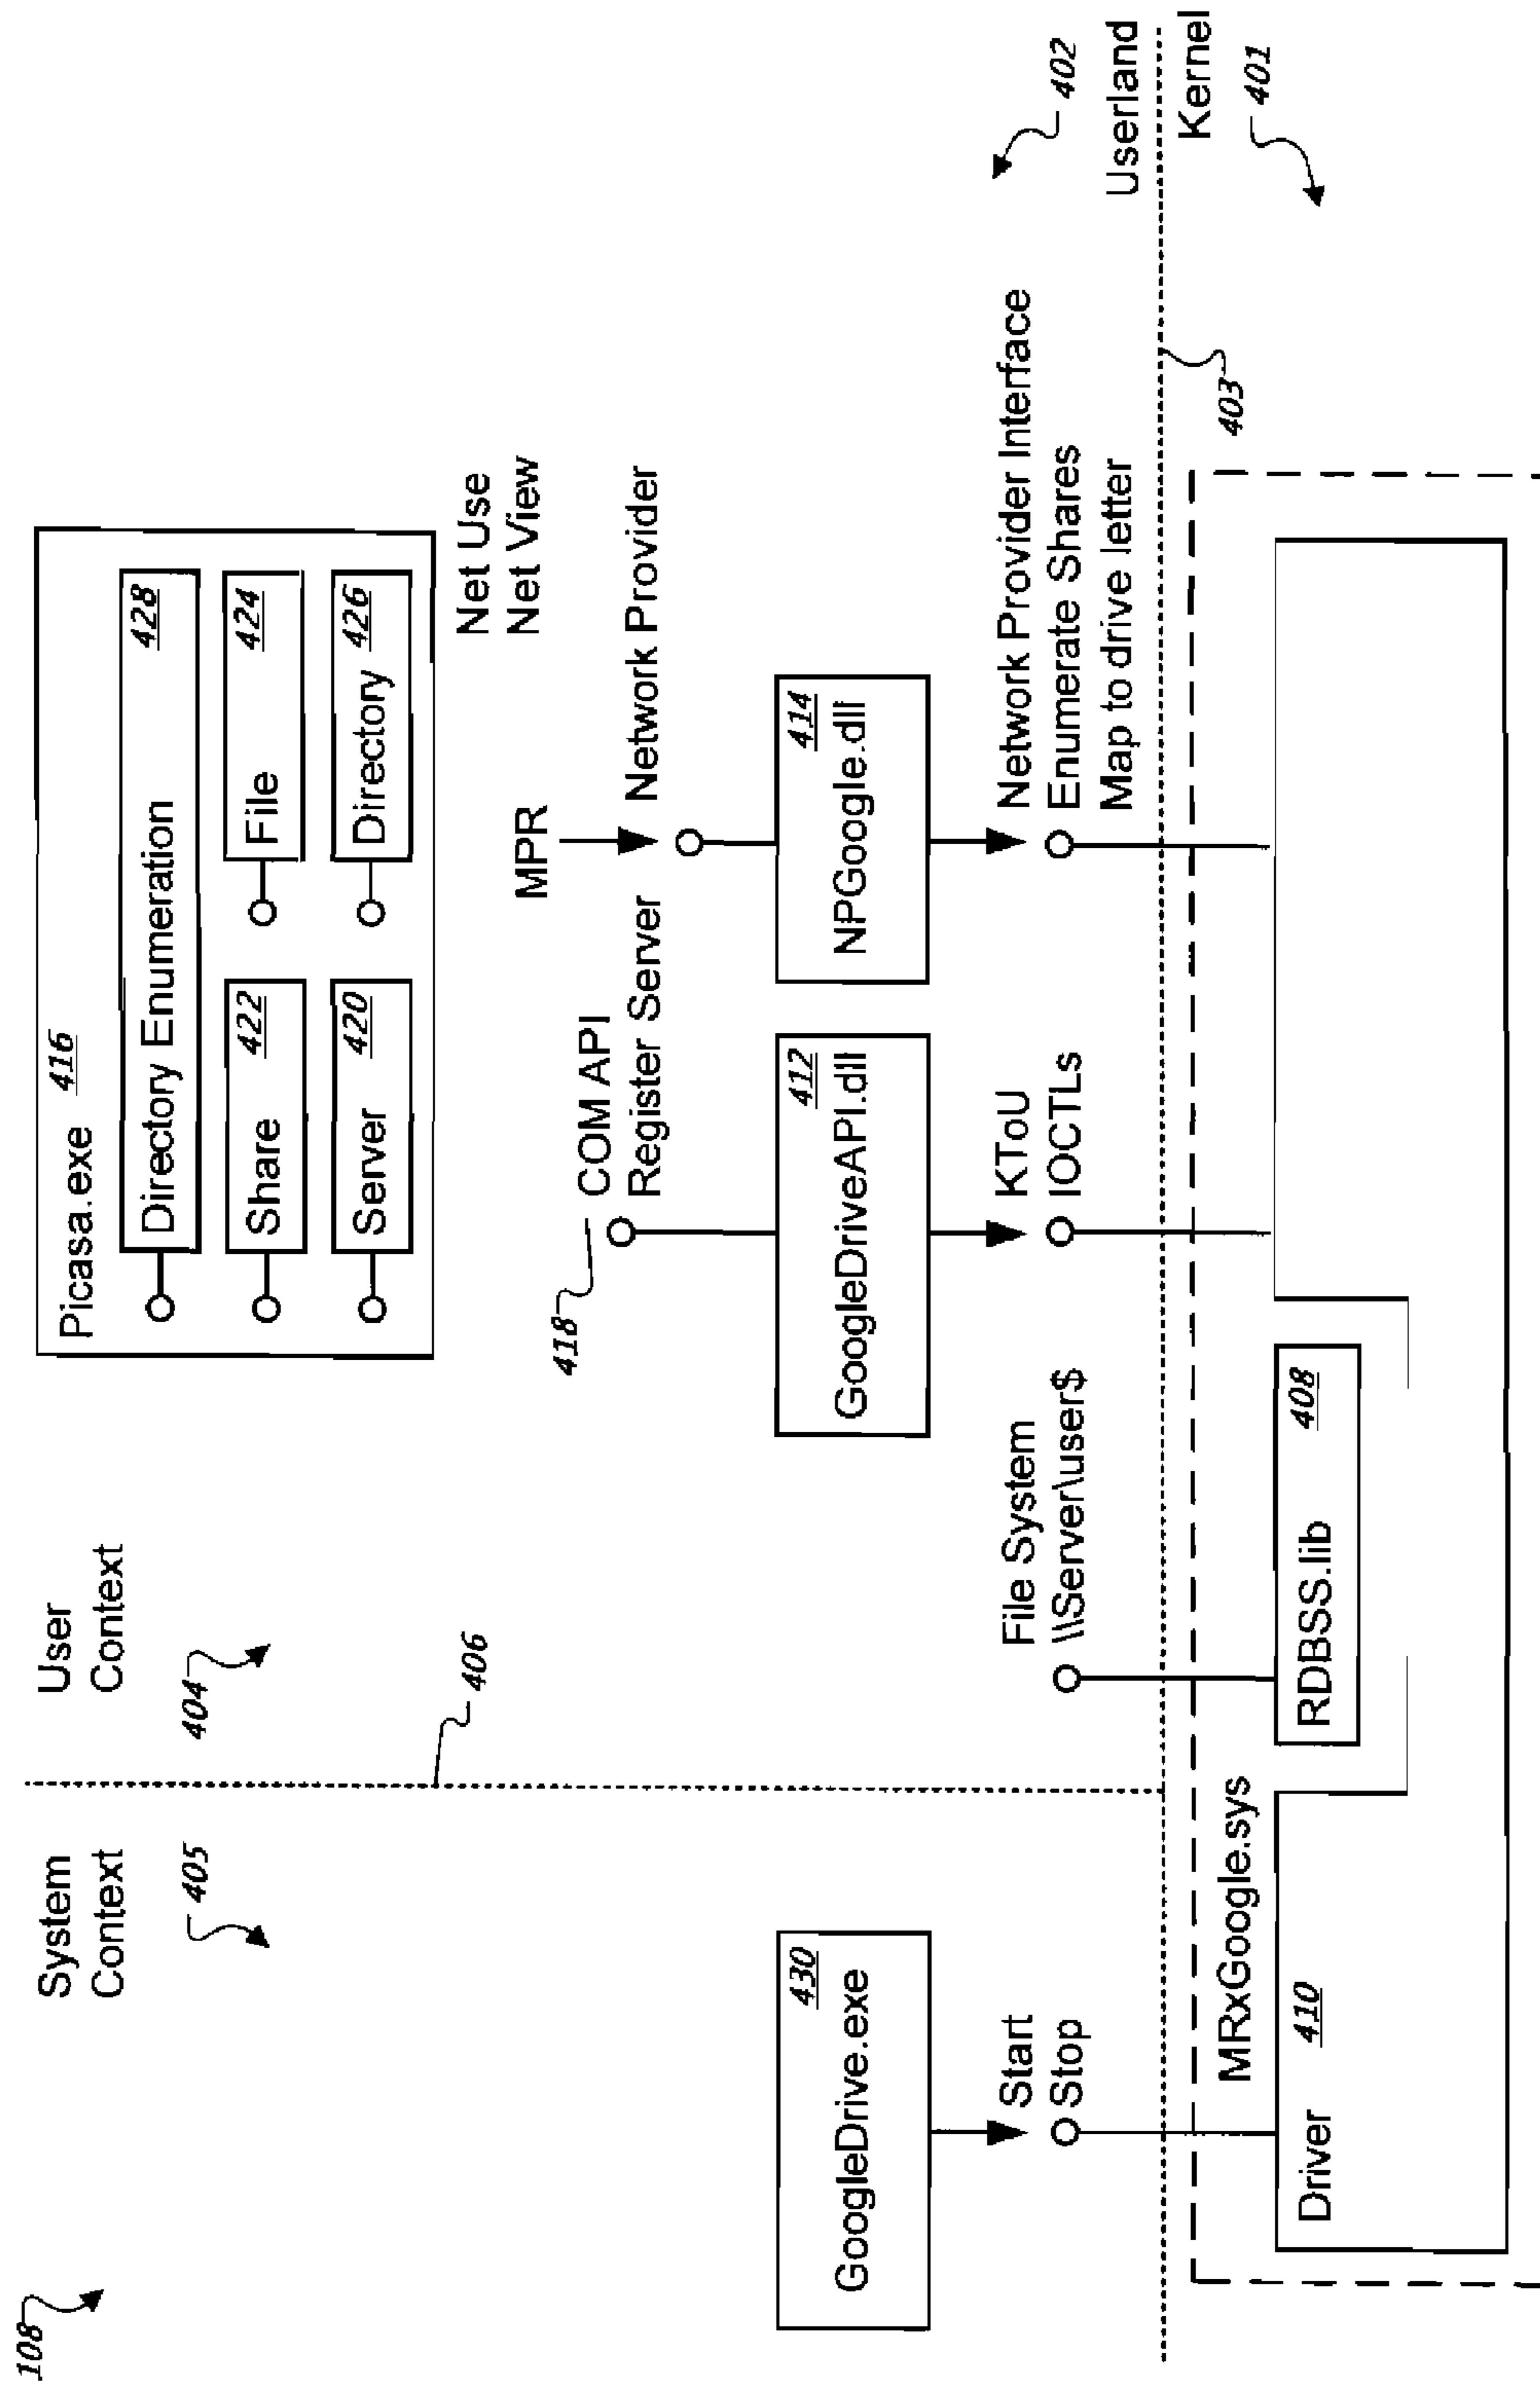 108
System
Context
405
User
Context
404
406
Picasa.exe 416
Directory Enumeration 428
Share 422
File 424
Server 420
Directory 426
Net Use
Net View
MPR
Network Provider
418
COM API
Register Server
GoogleDrive.exe 430
GoogleDriveAPI.dll 412
NPGoogle.dll 414
Start
Stop
File System
\\Server\user$
KToU
IOCTLs
Network Provider Interface
Enumerate Shares
Map to drive letter
402
Userland
Kernel
401
403
MRxGoogle.sys
Driver 410
RDBSS.lib 408